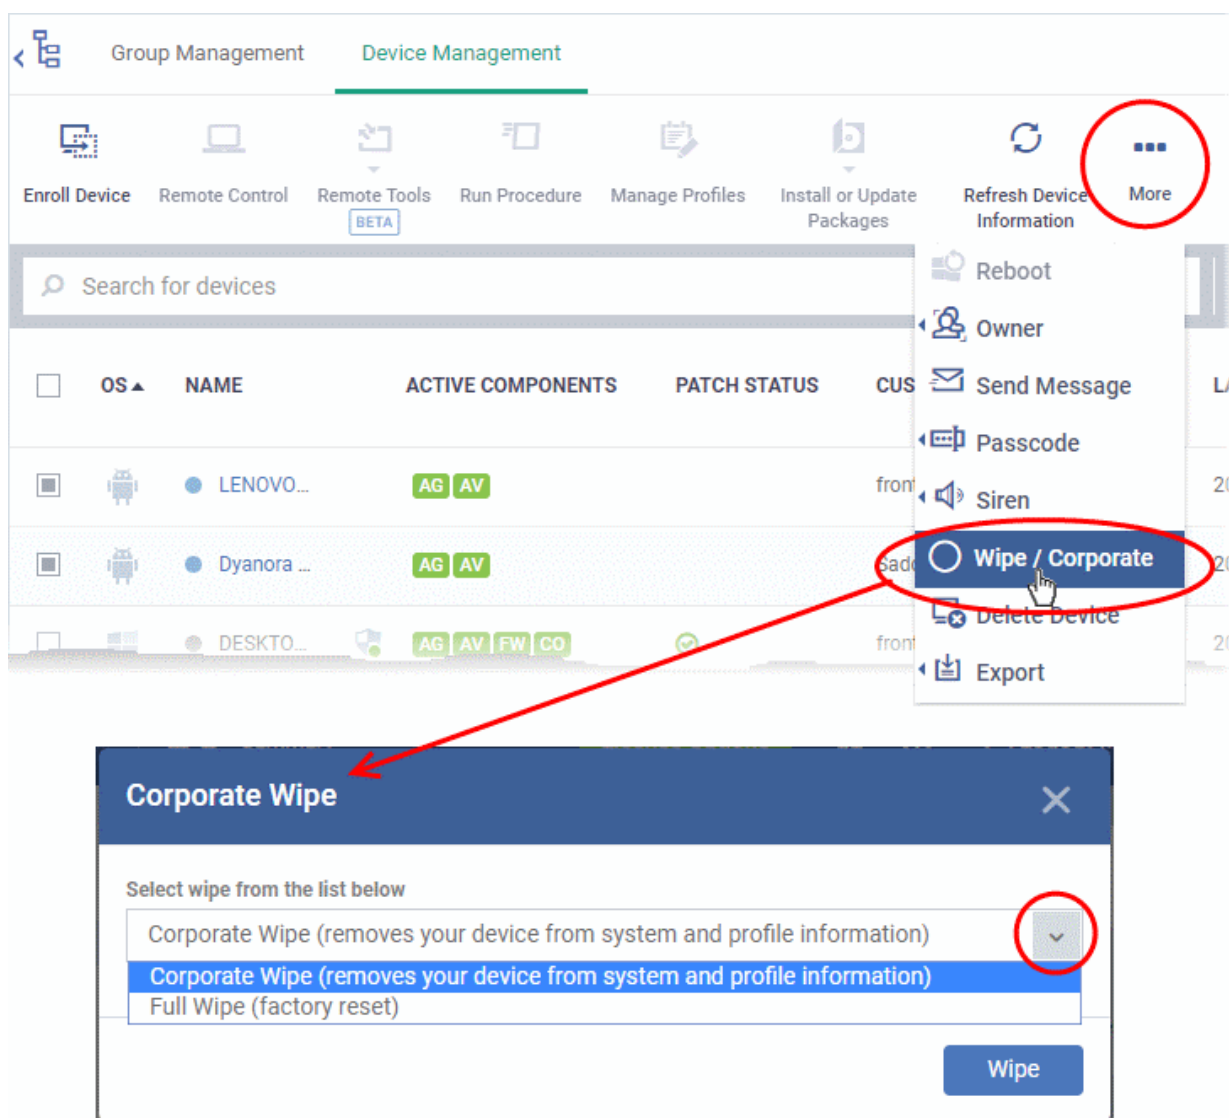 Group Management Device Management
Enroll Device Remote Control Remote Tools Run Procedure Manage Profiles Install or Update Refresh Device More
BETA Packages Information
Search for devices
Reboot
Owner
Send Message
Passcode
Siren
Wipe / Corporate
Delete Device
Export
OS NAME ACTIVE COMPONENTS PATCH STATUS CUS
LENOVO... AG AV front
Dyanora ... AG AV
DESKTO... AG AV FW CO front
Corporate Wipe
Select wipe from the list below
Corporate Wipe (removes your device from system and profile information)
Corporate Wipe (removes your device from system and profile information)
Full Wipe (factory reset)
Wipe